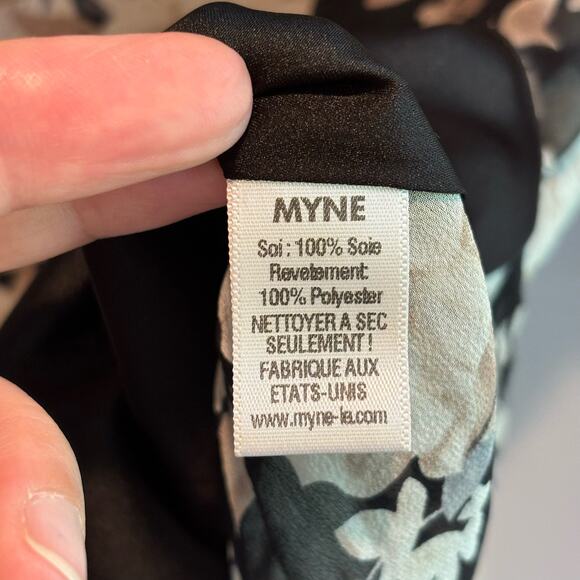 MYNE
Soi : 100% Soie
Revetement:
100% Polyester
NETTOYER A SEC
SEULEMENT !
FABRIQUE AUX
ETATS-UNIS
www.myne-la.com